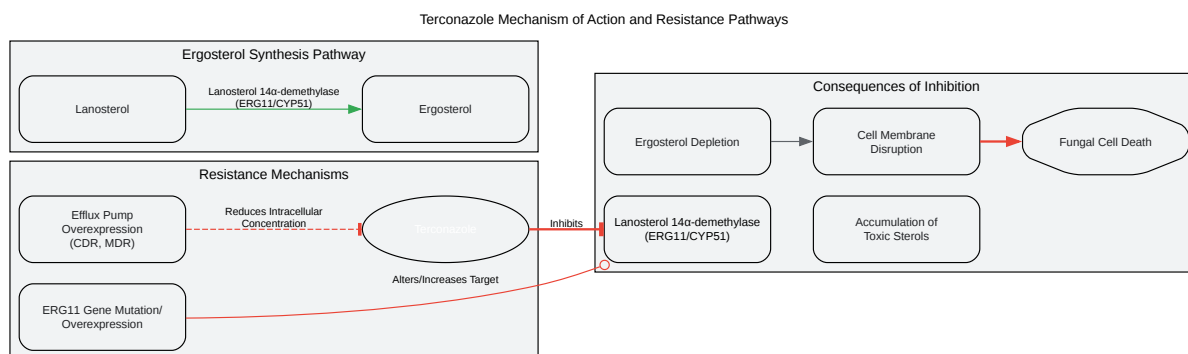 Terconazole Mechanism of Action and Resistance Pathways
Ergosterol Synthesis Pathway
Lanosterol
Lanosterol 14α-demethylase
(ERG11/CYP51)
Ergosterol
Resistance Mechanisms
Efflux Pump
Overexpression
(CDR, MDR)
Reduces Intracellular
Concentration
Terconazole
Inhibits
Alters/Increases Target
ERG11 Gene Mutation/
Overexpression
Consequences of Inhibition
Ergosterol Depletion
Cell Membrane
Disruption
Fungal Cell Death
Lanosterol 14α-demethylase
(ERG11/CYP51)
Accumulation of
Toxic Sterols